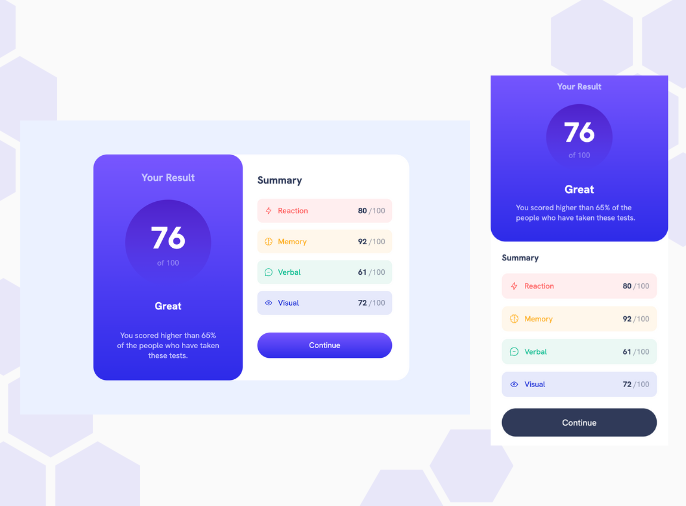 Your Result
76
of 100
Great
You scored higher than 65%
of the people who have taken
these tests.
Summary
Reaction 80 /100
Memory 92 /100
Verbal 61 /100
Visual 72 /100
Continue
Your Result
76
of 100
Great
You scored higher than 65% of the
people who have taken these tests.
Summary
Reaction 80 /100
Memory 92 /100
Verbal 61 /100
Visual 72 /100
Continue